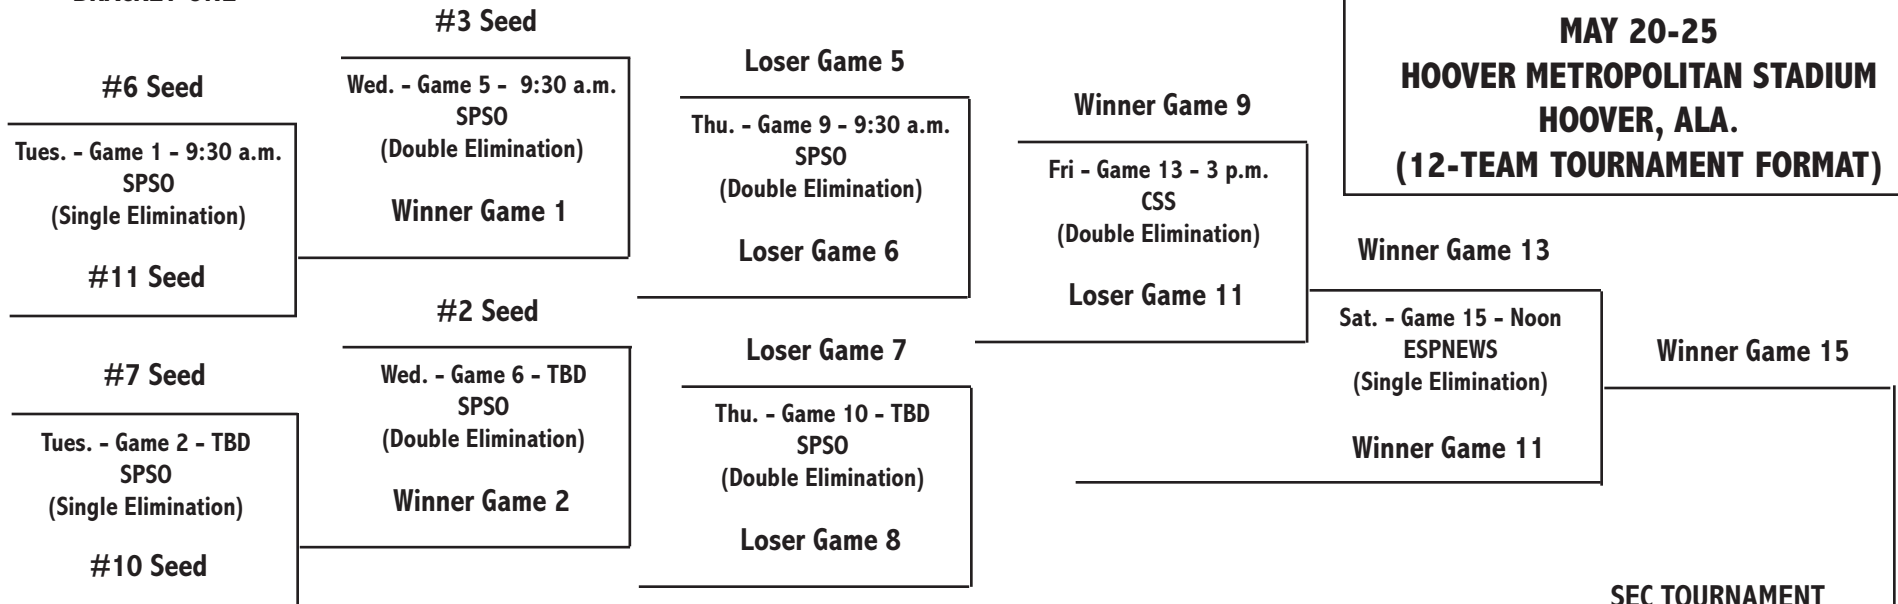 #6 Seed
Tues. - Game 1 - 9:30 a.m.
SPSO
(Single Elimination)
#11 Seed
#7 Seed
Tues. - Game 2 - TBD
SPSO
(Single Elimination)
#10 Seed
#3 Seed
Wed. - Game 5 - 9:30 a.m.
SPSO
(Double Elimination)
Winner Game 1
#2 Seed
Wed. - Game 6 - TBD
SPSO
(Double Elimination)
Winner Game 2
Loser Game 5
Thu. - Game 9 - 9:30 a.m.
SPSO
(Double Elimination)
Loser Game 6
Loser Game 7
Thu. - Game 10 - TBD
SPSO
(Double Elimination)
Loser Game 8
Winner Game 9
Fri - Game 13 - 3 p.m.
CSS
(Double Elimination)
Loser Game 11
Winner Game 13
Sat. - Game 15 - Noon
ESPNEWS
(Single Elimination)
Winner Game 11
MAY 20-25
HOOVER METROPOLITAN STADIUM
HOOVER, ALA.
(12-TEAM TOURNAMENT FORMAT)
Winner Game 15
SEC TOURNAMENT